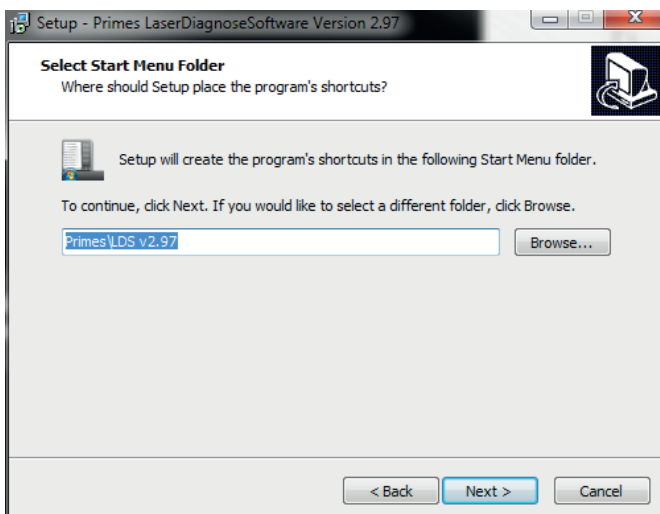 Setup - Primes LaserDiagnoseSoftware Version 2.97
Select Start Menu Folder
Where should Setup place the program's shortcuts?
Setup will create the program's shortcuts in the following Start Menu folder.
To continue, click Next. If you would like to select a different folder, click Browse.
Primes\LDS v2.97
Browse...
< Back
Next >
Cancel